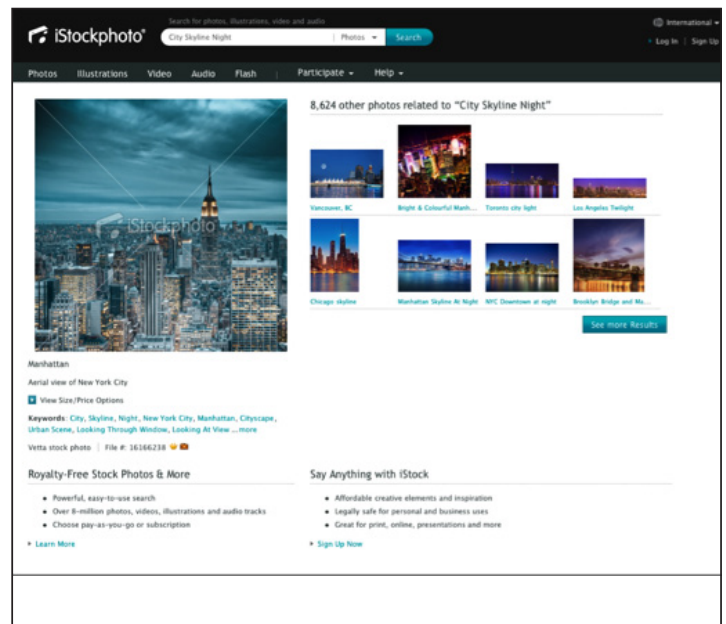 Search for photos, illustrations, video and audio
iStockphoto®
City Skyline Night
Photos
Search
International
Log In | Sign Up
Photos Illustrations Video Audio Flash | Participate Help
iStockphoto
8,624 other photos related to “City Skyline Night”
Vancouver, BC
Bright & Colourful Manh...
Toronto city light
Los Angeles Twilight
Chicago skyline
Manhattan Skyline At Night
NYC Downtown at night
Brooklyn Bridge and Ma...
See more Results
Manhattan
Aerial view of New York City
View Size/Price Options
Keywords: City, Skyline, Night, New York City, Manhattan, Cityscape,
Urban Scene, Looking Through Window, Looking At View ... more
Vetta stock photo | File #: 16166238
Royalty-Free Stock Photos & More
• Powerful, easy-to-use search
• Over 8-million photos, videos, illustrations and audio tracks
• Choose pay-as-you-go or subscription
Learn More
Say Anything with iStock
• Affordable creative elements and inspiration
• Legally safe for personal and business uses
• Great for print, online, presentations and more
Sign Up Now